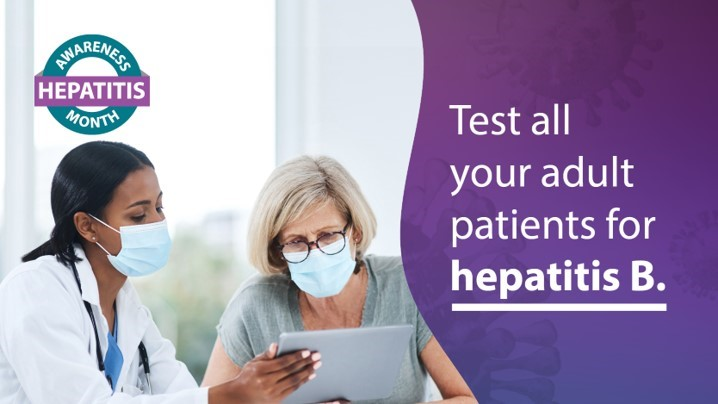 AWARENESS
HEPATITIS
MONTH
Test all
your adult
patients for
hepatitis B.